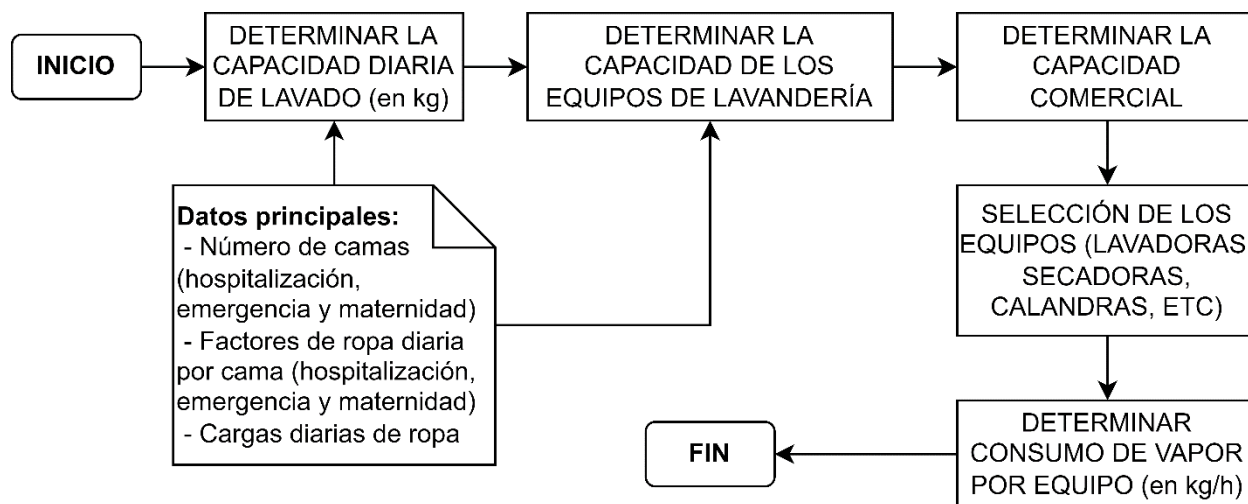 INICIO
DETERMINAR LA
CAPACIDAD DIARIA
DE LAVADO (en kg)
DETERMINAR LA
CAPACIDAD DE LOS
EQUIPOS DE LAVANDERÍA
DETERMINAR LA
CAPACIDAD
COMERCIAL
Datos principales:
- Número de camas
(hospitalización,
emergencia y maternidad)
- Factores de ropa diaria
por cama (hospitalización,
emergencia y maternidad)
- Cargas diarias de ropa
SELECCIÓN DE LOS
EQUIPOS (LAVADORAS
SECADORAS,
CALANDRAS, ETC)
DETERMINAR
CONSUMO DE VAPOR
POR EQUIPO (en kg/h)
FIN